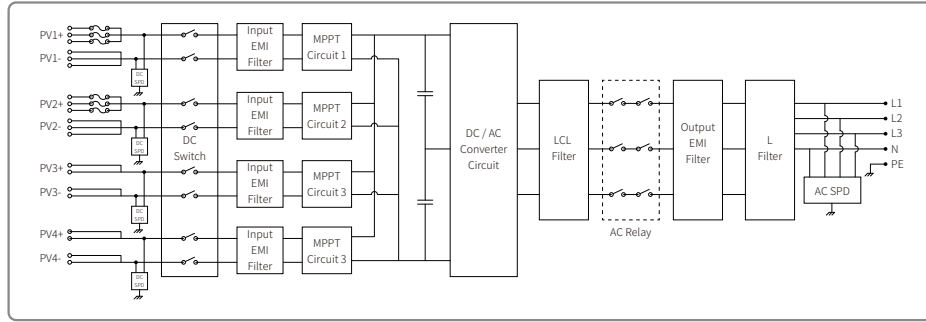 PV1+
PV1-
DC
SPD
PV2+
PV2-
DC
SPD
PV3+
PV3-
DC
SPD
PV4+
PV4-
DC
SPD
DC
Switch
Input
EMI
Filter
MPPT
Circuit 1
Input
EMI
Filter
MPPT
Circuit 2
Input
EMI
Filter
MPPT
Circuit 3
Input
EMI
Filter
MPPT
Circuit 3
DC / AC
Converter
Circuit
LCL
Filter
AC Relay
Output
EMI
Filter
L
Filter
L1
L2
L3
N
PE
AC SPD